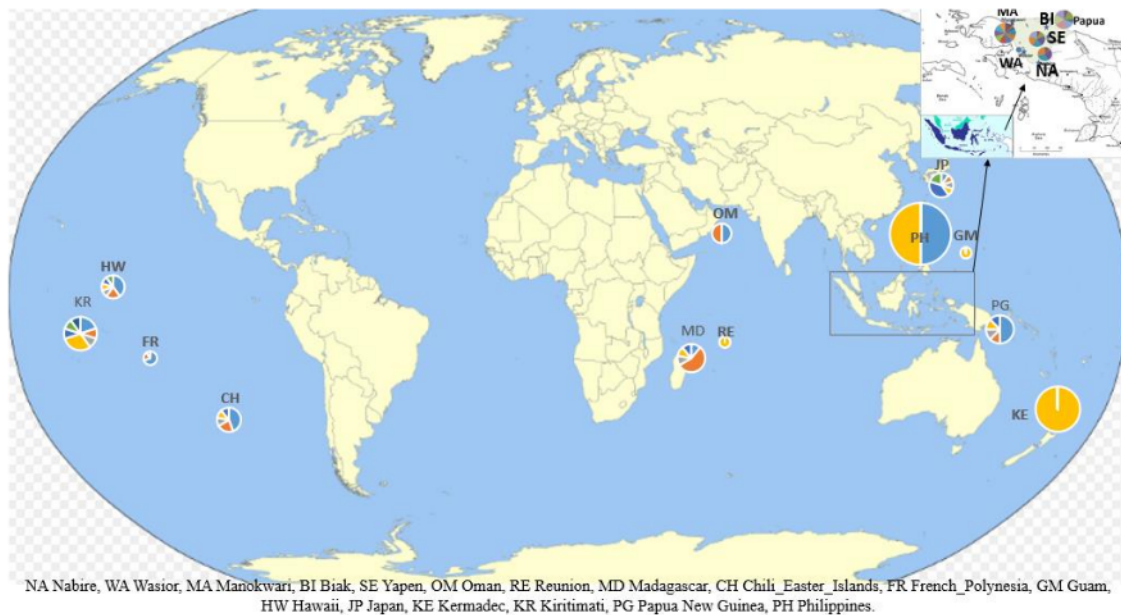 MA
BI
Papua
SE
WA
NA
JP
OM
PH
GM
HW
KR
PG
FR
MD
RE
CH
KE
NA Nabire, WA Wasior, MA Manokwari, BI Biak, SE Yapen, OM Oman, RE Reunion, MD Madagascar, CH Chili_Easter_Islands, FR French_Polynesia, GM Guam,
HW Hawaii, JP Japan, KE Kermadec, KR Kiritimati, PG Papua New Guinea, PH Philippines.